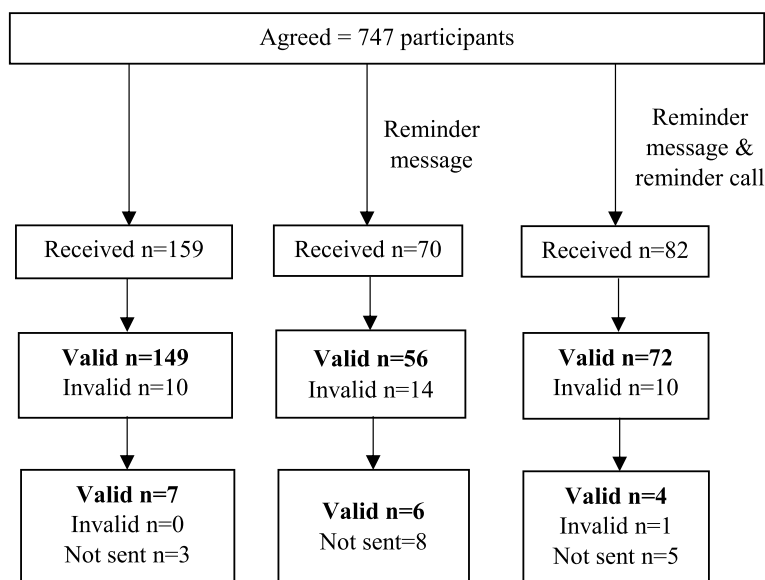 Agreed = 747 participants
Reminder
message
Reminder
message &
reminder call
Received n=159
Received n=70
Received n=82
Valid n=149
Invalid n=10
Valid n=56
Invalid n=14
Valid n=72
Invalid n=10
Valid n=7
Invalid n=0
Not sent n=3
Valid n=6
Not sent=8
Valid n=4
Invalid n=1
Not sent n=5